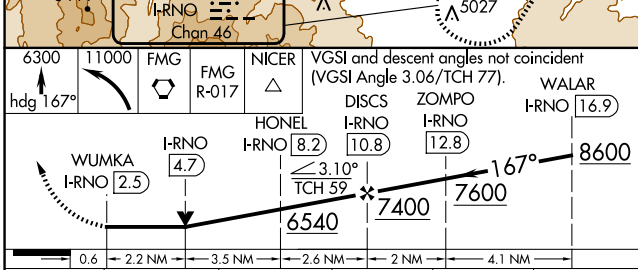 I-RNO
Chan 46
5027
6300
hdg 167°
11000
FMG
FMG
R-017
NICER
VGSI and descent angles not coincident
(VGSI Angle 3.06/TCH 77).
WALAR
I-RNO 16.9
ZOMPO
I-RNO
12.8
DISCS
I-RNO
10.8
HONEL
I-RNO 8.2
3.10°
TCH 59
I-RNO
4.7
WUMKA
I-RNO 2.5
167°
8600
7600
7400
6540
0.6
2.2 NM
3.5 NM
2.6 NM
2 NM
4.1 NM